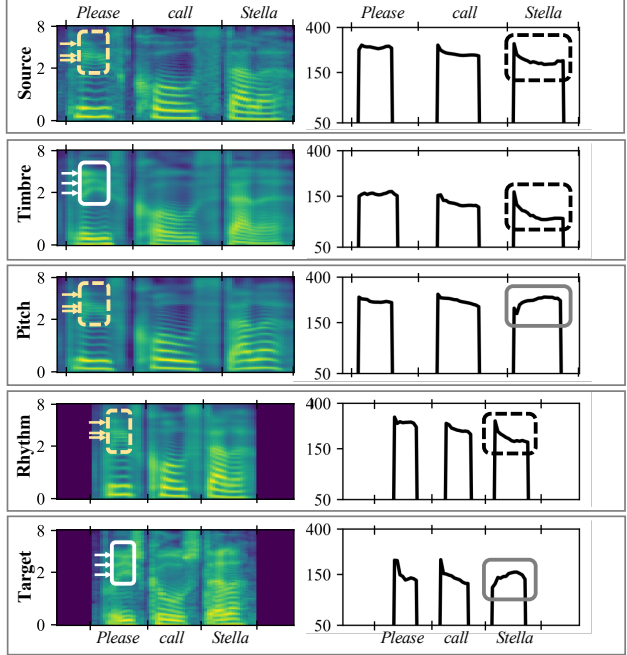 Please call Stella Please call Stella
Source 8 2 0 400 150 50
Timbre 8 2 0 400 150 50
Pitch 8 2 0 400 150 50
Rhythm 8 2 0 400 150 50
Target 8 2 0 400 150 50
Please call Stella Please call Stella